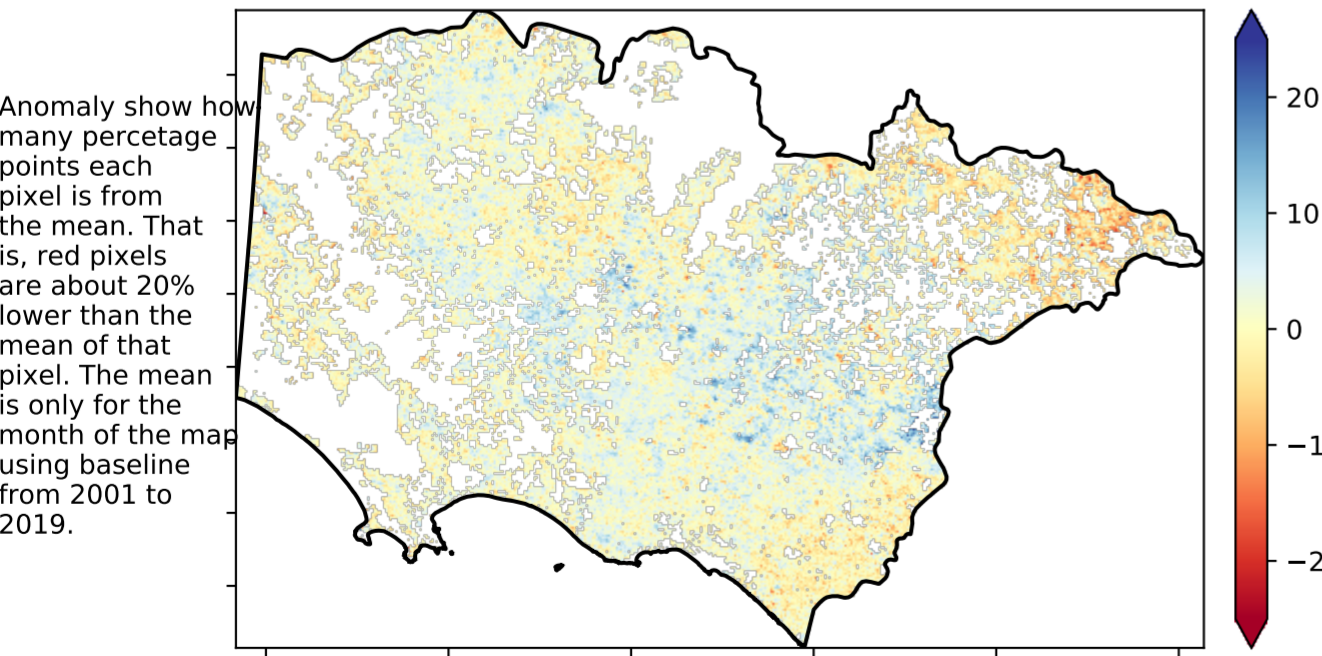 Anomaly show how
many percetage
points each
pixel is from
the mean. That
is, red pixels
are about 20%
lower than the
mean of that
pixel. The mean
is only for the
month of the map
using baseline
from 2001 to
2019.
20
10
0
−1
−2